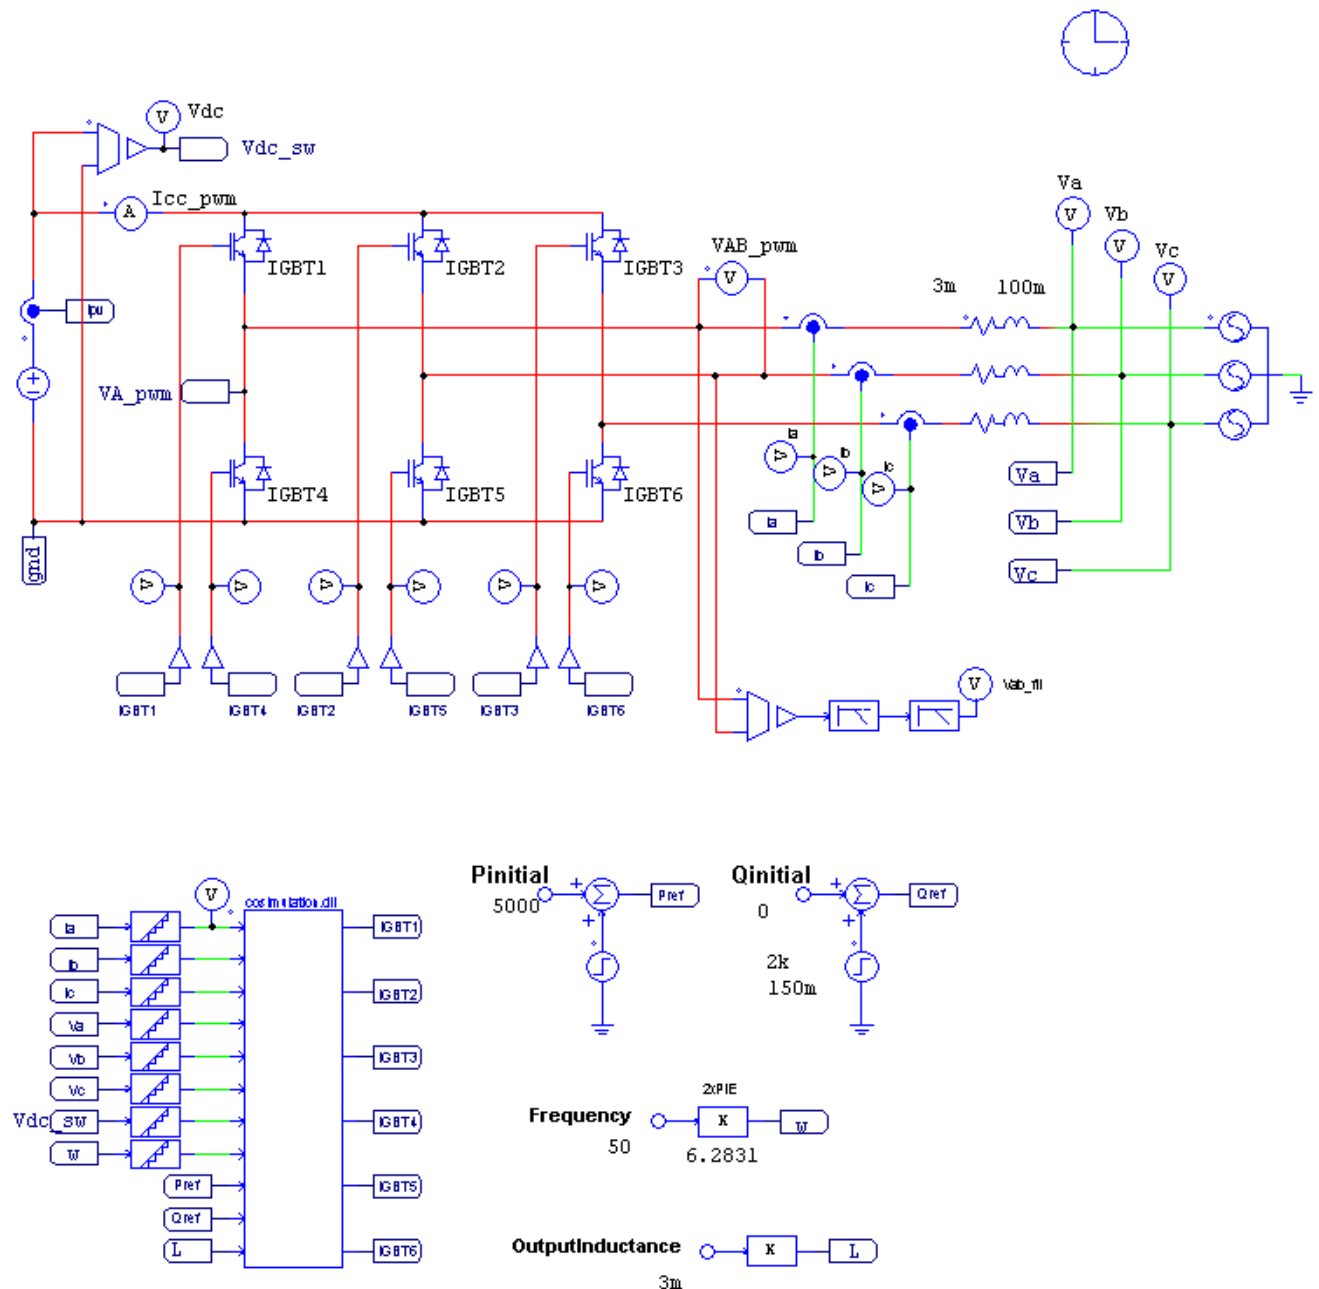 Vdc
Vdc_sw
Icc_pwm
Va
Vb
Vc
A
IGBT1
IGBT2
IGBT3
VAB_pwm
3m
100m
Ipu
VA_pwm
IGBT4
IGBT5
IGBT6
Ia
Ib
Ic
Ia
Ib
Ic
Va
Vb
Vc
gnd
IGBT1
IGBT4
IGBT2
IGBT5
IGBT3
IGBT6
V
Vab_fil
Pinitial
5000
Pref
Qinitial
0
Qref
2k
150m
cosimulation.dll
Ia
Ib
Ic
Va
Vb
Vc
Vdc_sw
W
Pref
Qref
L
IGBT1
IGBT2
IGBT3
IGBT4
IGBT5
IGBT6
2xPIE
Frequency
K
W
50
6.2831
OutputInductance
K
L
3m